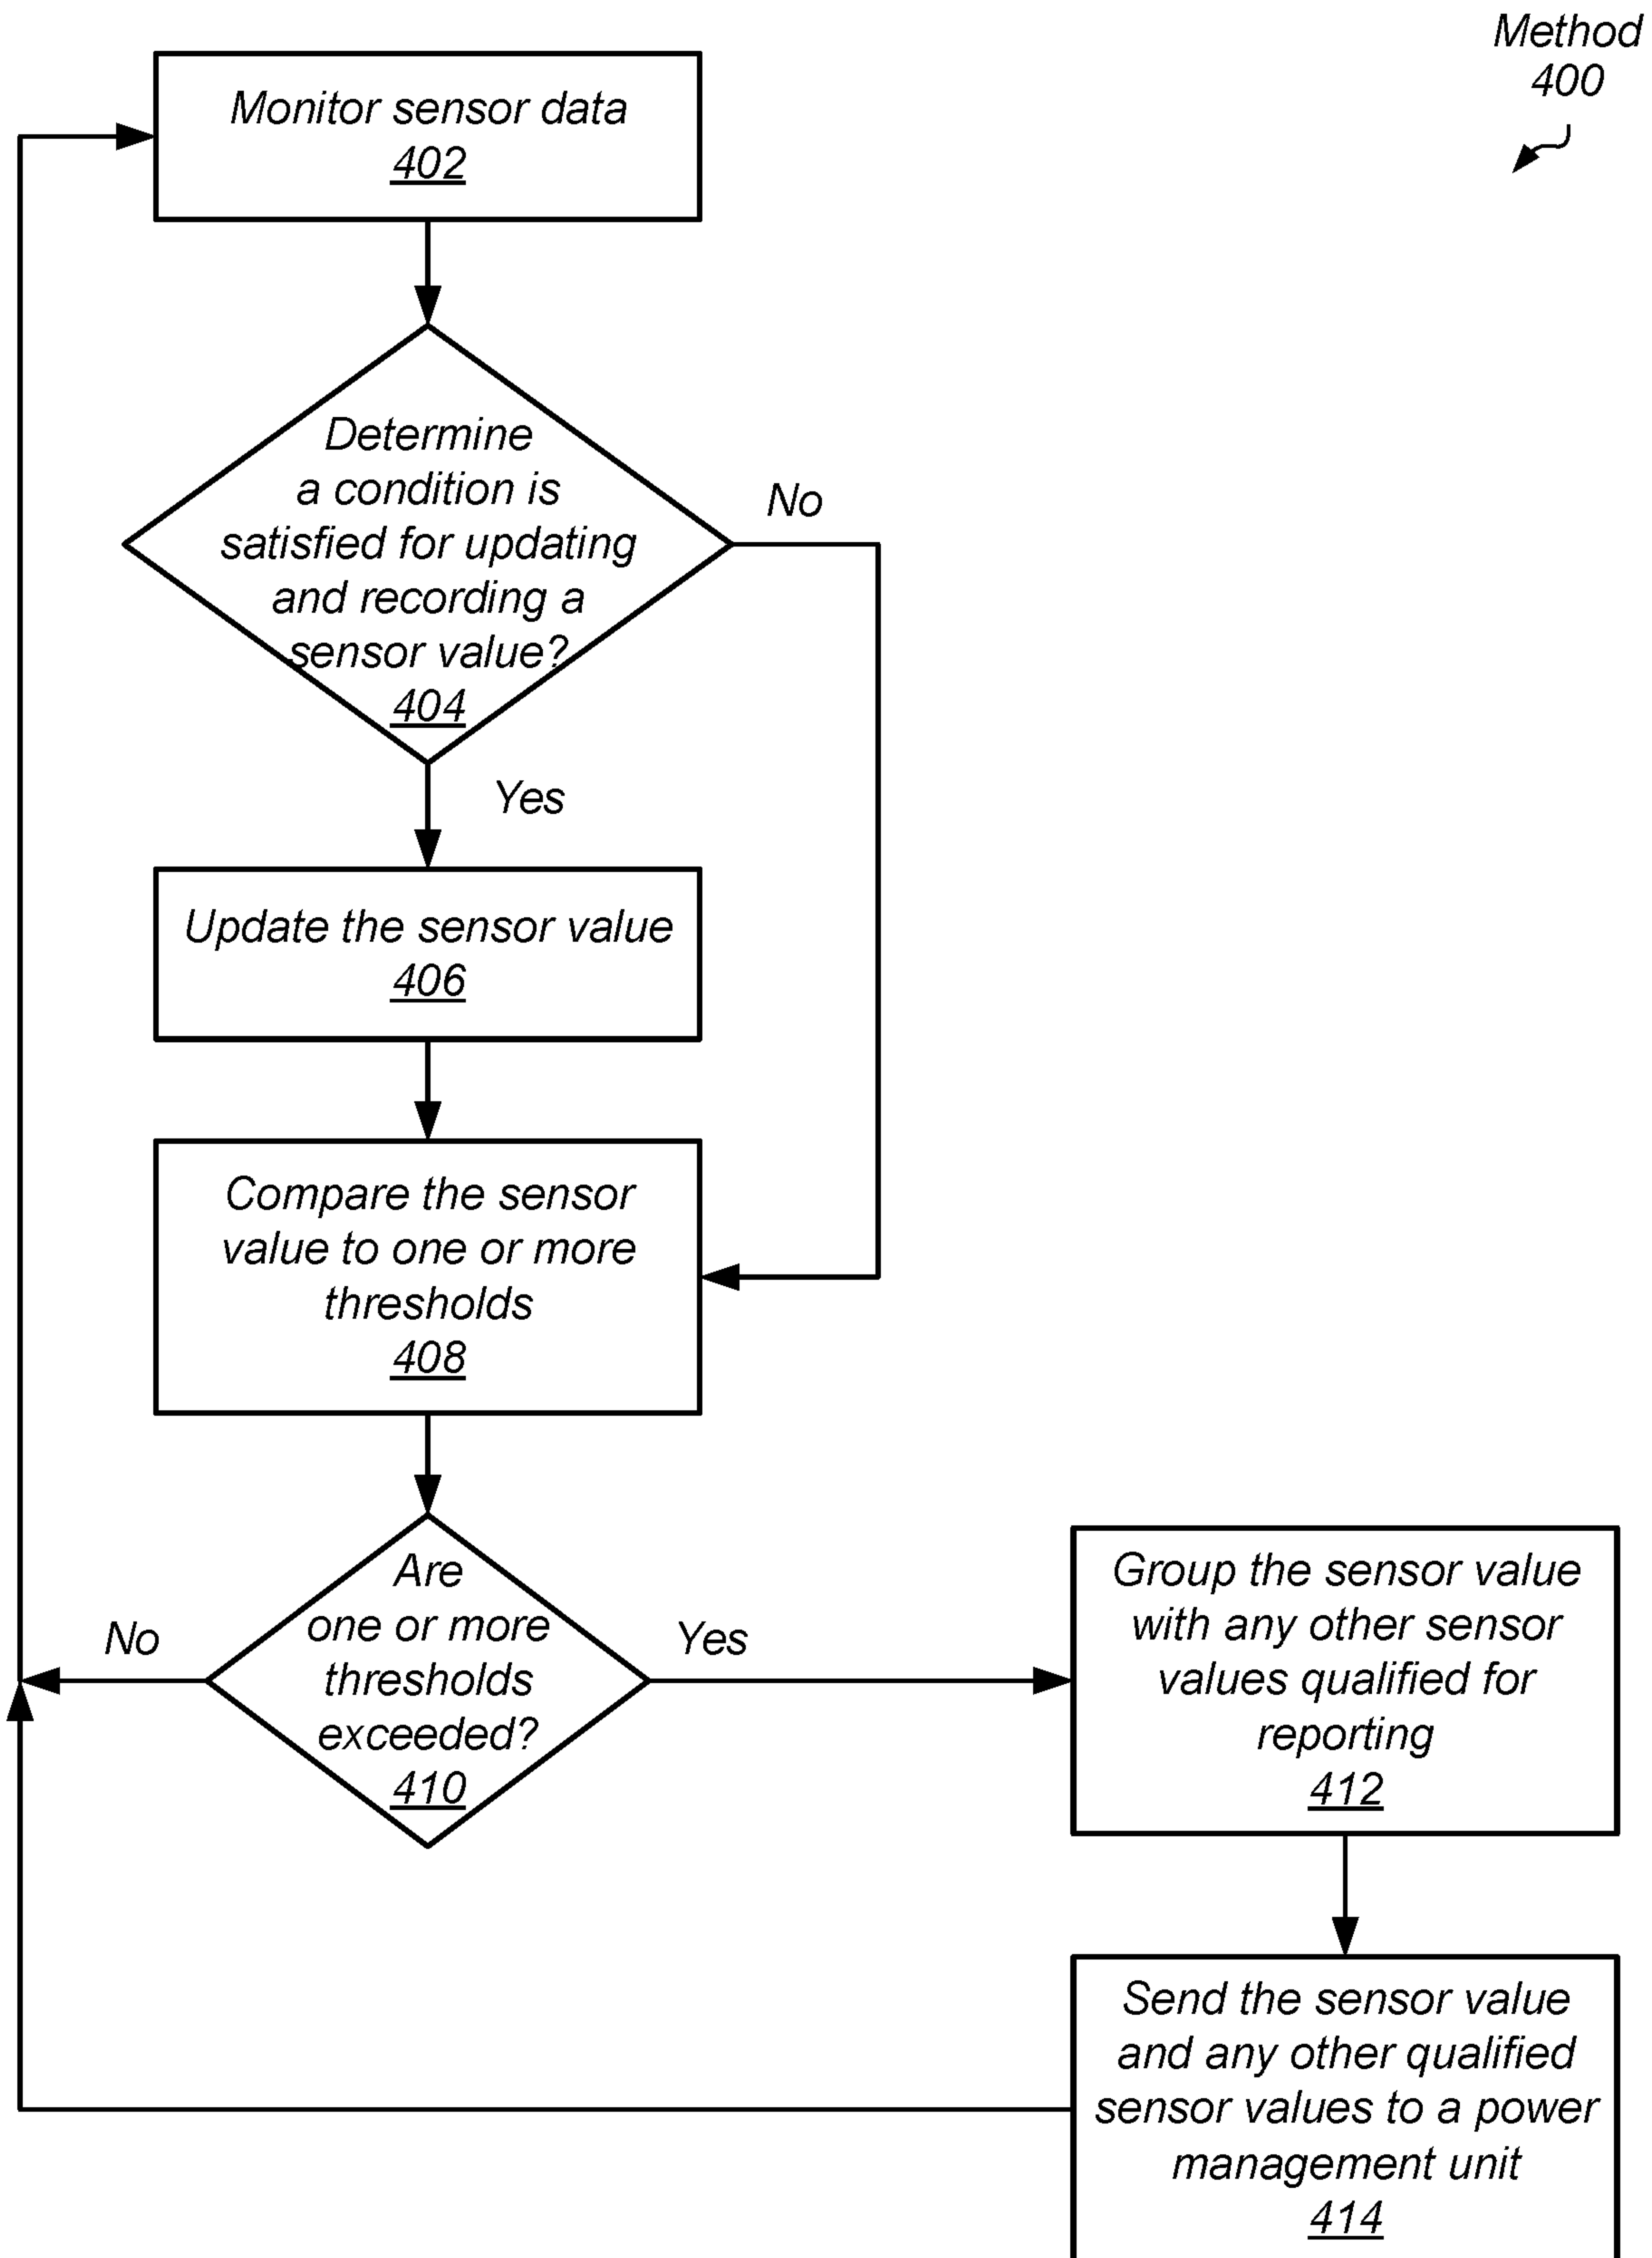 Method
400
Monitor sensor data
402
Determine
a condition is
satisfied for updating
and recording a
sensor value?
404
No
Yes
Update the sensor value
406
Compare the sensor
value to one or more
thresholds
408
Are
one or more
thresholds
exceeded?
410
No
Yes
Group the sensor value
with any other sensor
values qualified for
reporting
412
Send the sensor value
and any other qualified
sensor values to a power
management unit
414